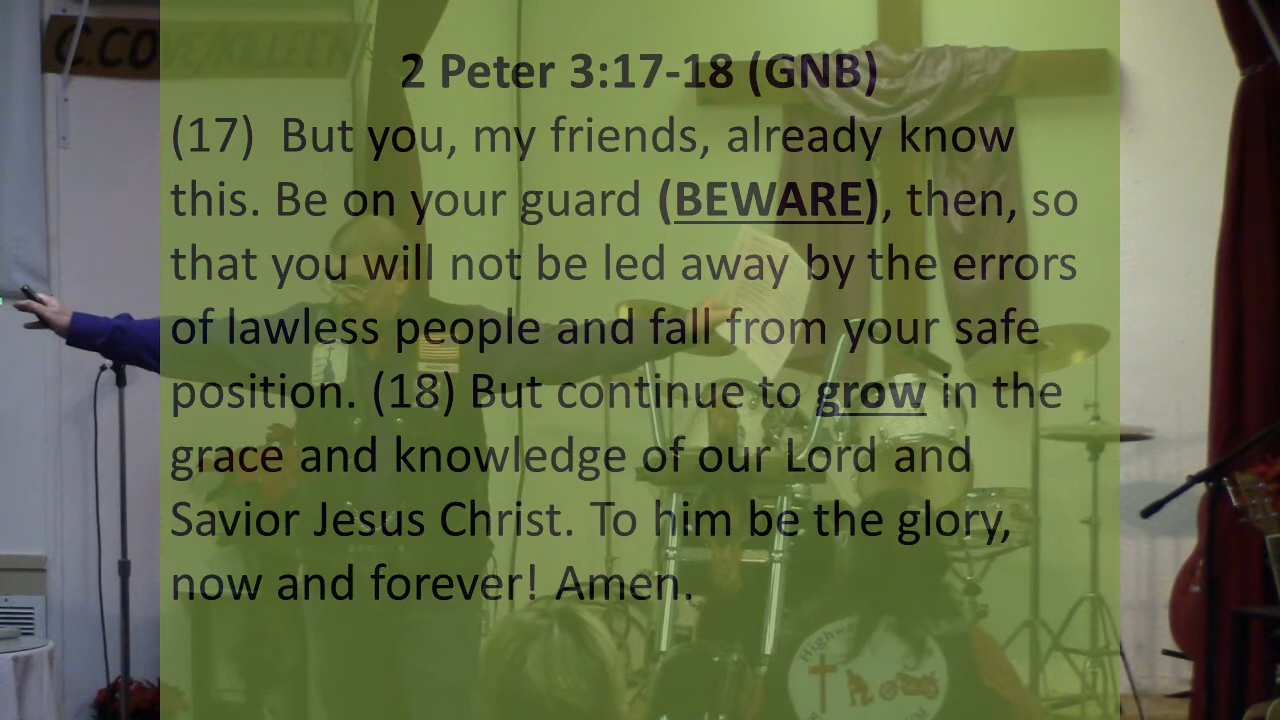 C.COVE/KILLEEN
2 Peter 3:17-18 (GNB)
(17) But you, my friends, already know
this. Be on your guard (BEWARE), then, so
that you will not be led away by the errors
of lawless people and fall from your safe
position. (18) But continue to grow in the
grace and knowledge of our Lord and
Savior Jesus Christ. To him be the glory,
now and forever! Amen.